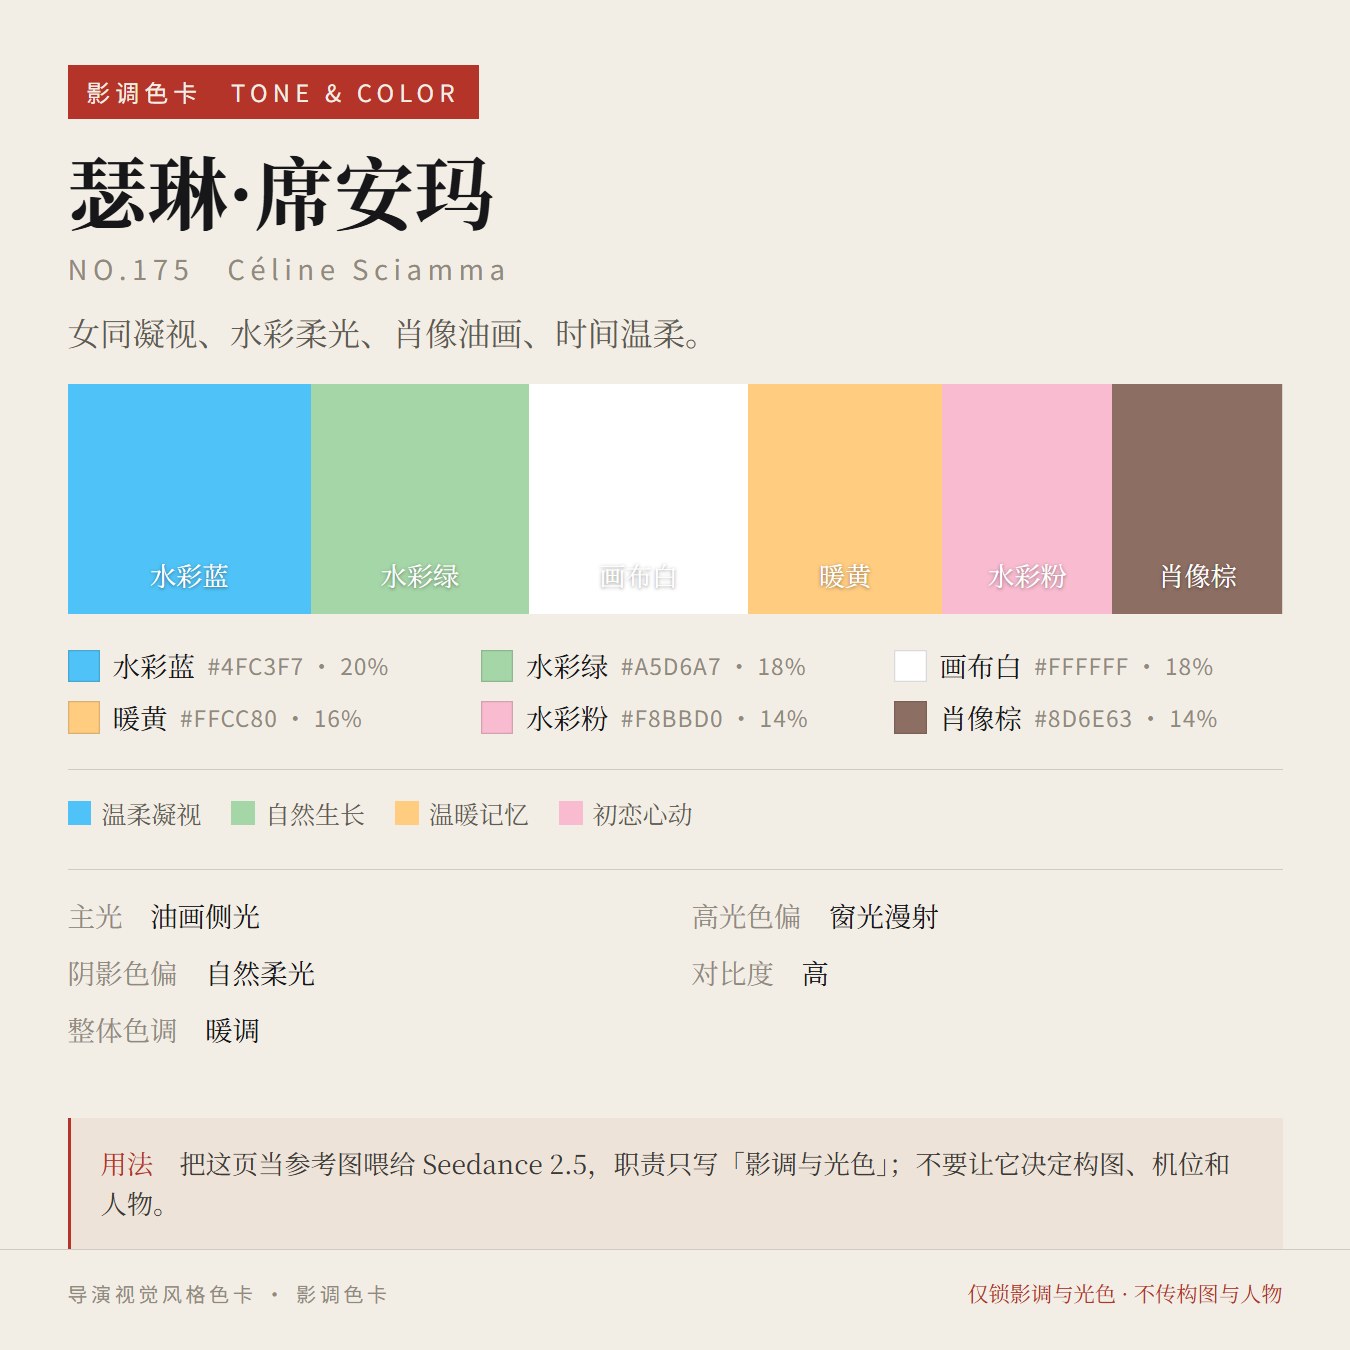 影调色卡 TONE & COLOR
瑟琳·席安玛
NO.175 Céline Sciamma
女同凝视、水彩柔光、肖像油画、时间温柔。
水彩蓝 水彩绿 画布白 暖黄 水彩粉 肖像棕
水彩蓝 #4FC3F7 • 20% 水彩绿 #A5D6A7 • 18% 画布白 #FFFFFF • 18%
暖黄 #FFCC80 • 16% 水彩粉 #F8BBD0 • 14% 肖像棕 #8D6E63 • 14%
温柔凝视 自然生长 温暖记忆 初恋心动
主光 油画侧光 高光色偏 窗光漫射
阴影色偏 自然柔光 对比度 高
整体色调 暖调
用法 把这页当参考图喂给 Seedance 2.5，职责只写「影调与光色」；不要让它决定构图、机位和
人物。
导演视觉风格色卡 • 影调色卡 仅锁影调与光色 · 不传构图与人物